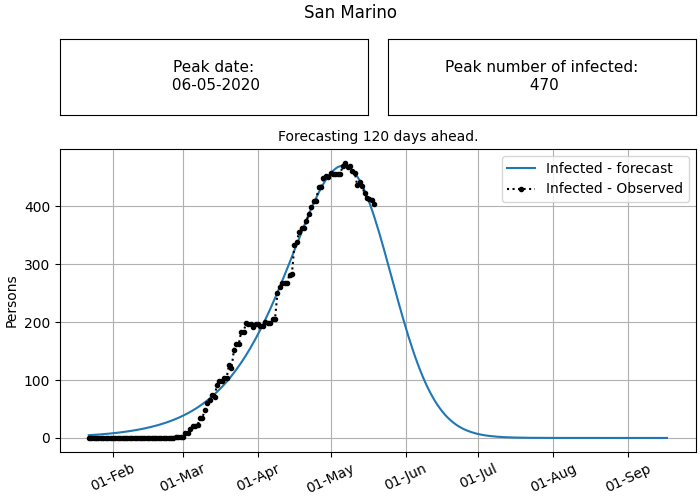 San Marino
Peak date:
06-05-2020
Peak number of infected:
470
Forecasting 120 days ahead.
Infected - forecast
Infected - Observed
Persons
400
300
200
100
0
01-Feb
01-Mar
01-Apr
01-May
01-Jun
01-Jul
01-Aug
01-Sep